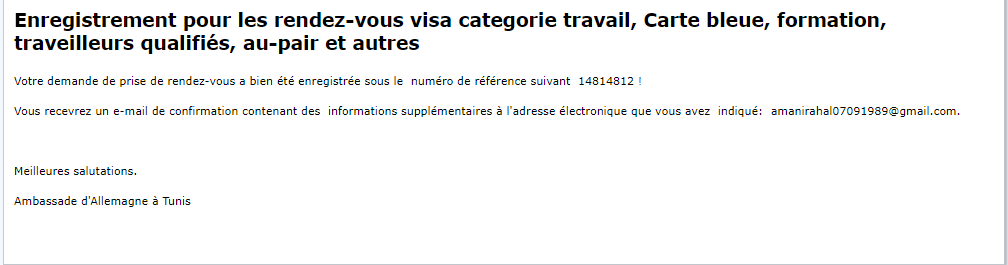 Enregistrement pour les rendez-vous visa categorie travail, Carte bleue, formation,
traveilleurs qualifiés, au-pair et autres
Votre demande de prise de rendez-vous a bien été enregistrée sous le numéro de référence suivant 14814812 !
Vous recevrez un e-mail de confirmation contenant des informations supplémentaires à l'adresse électronique que vous avez indiqué: amanirahal07091989@gmail.com.
Meilleures salutations.
Ambassade d'Allemagne à Tunis